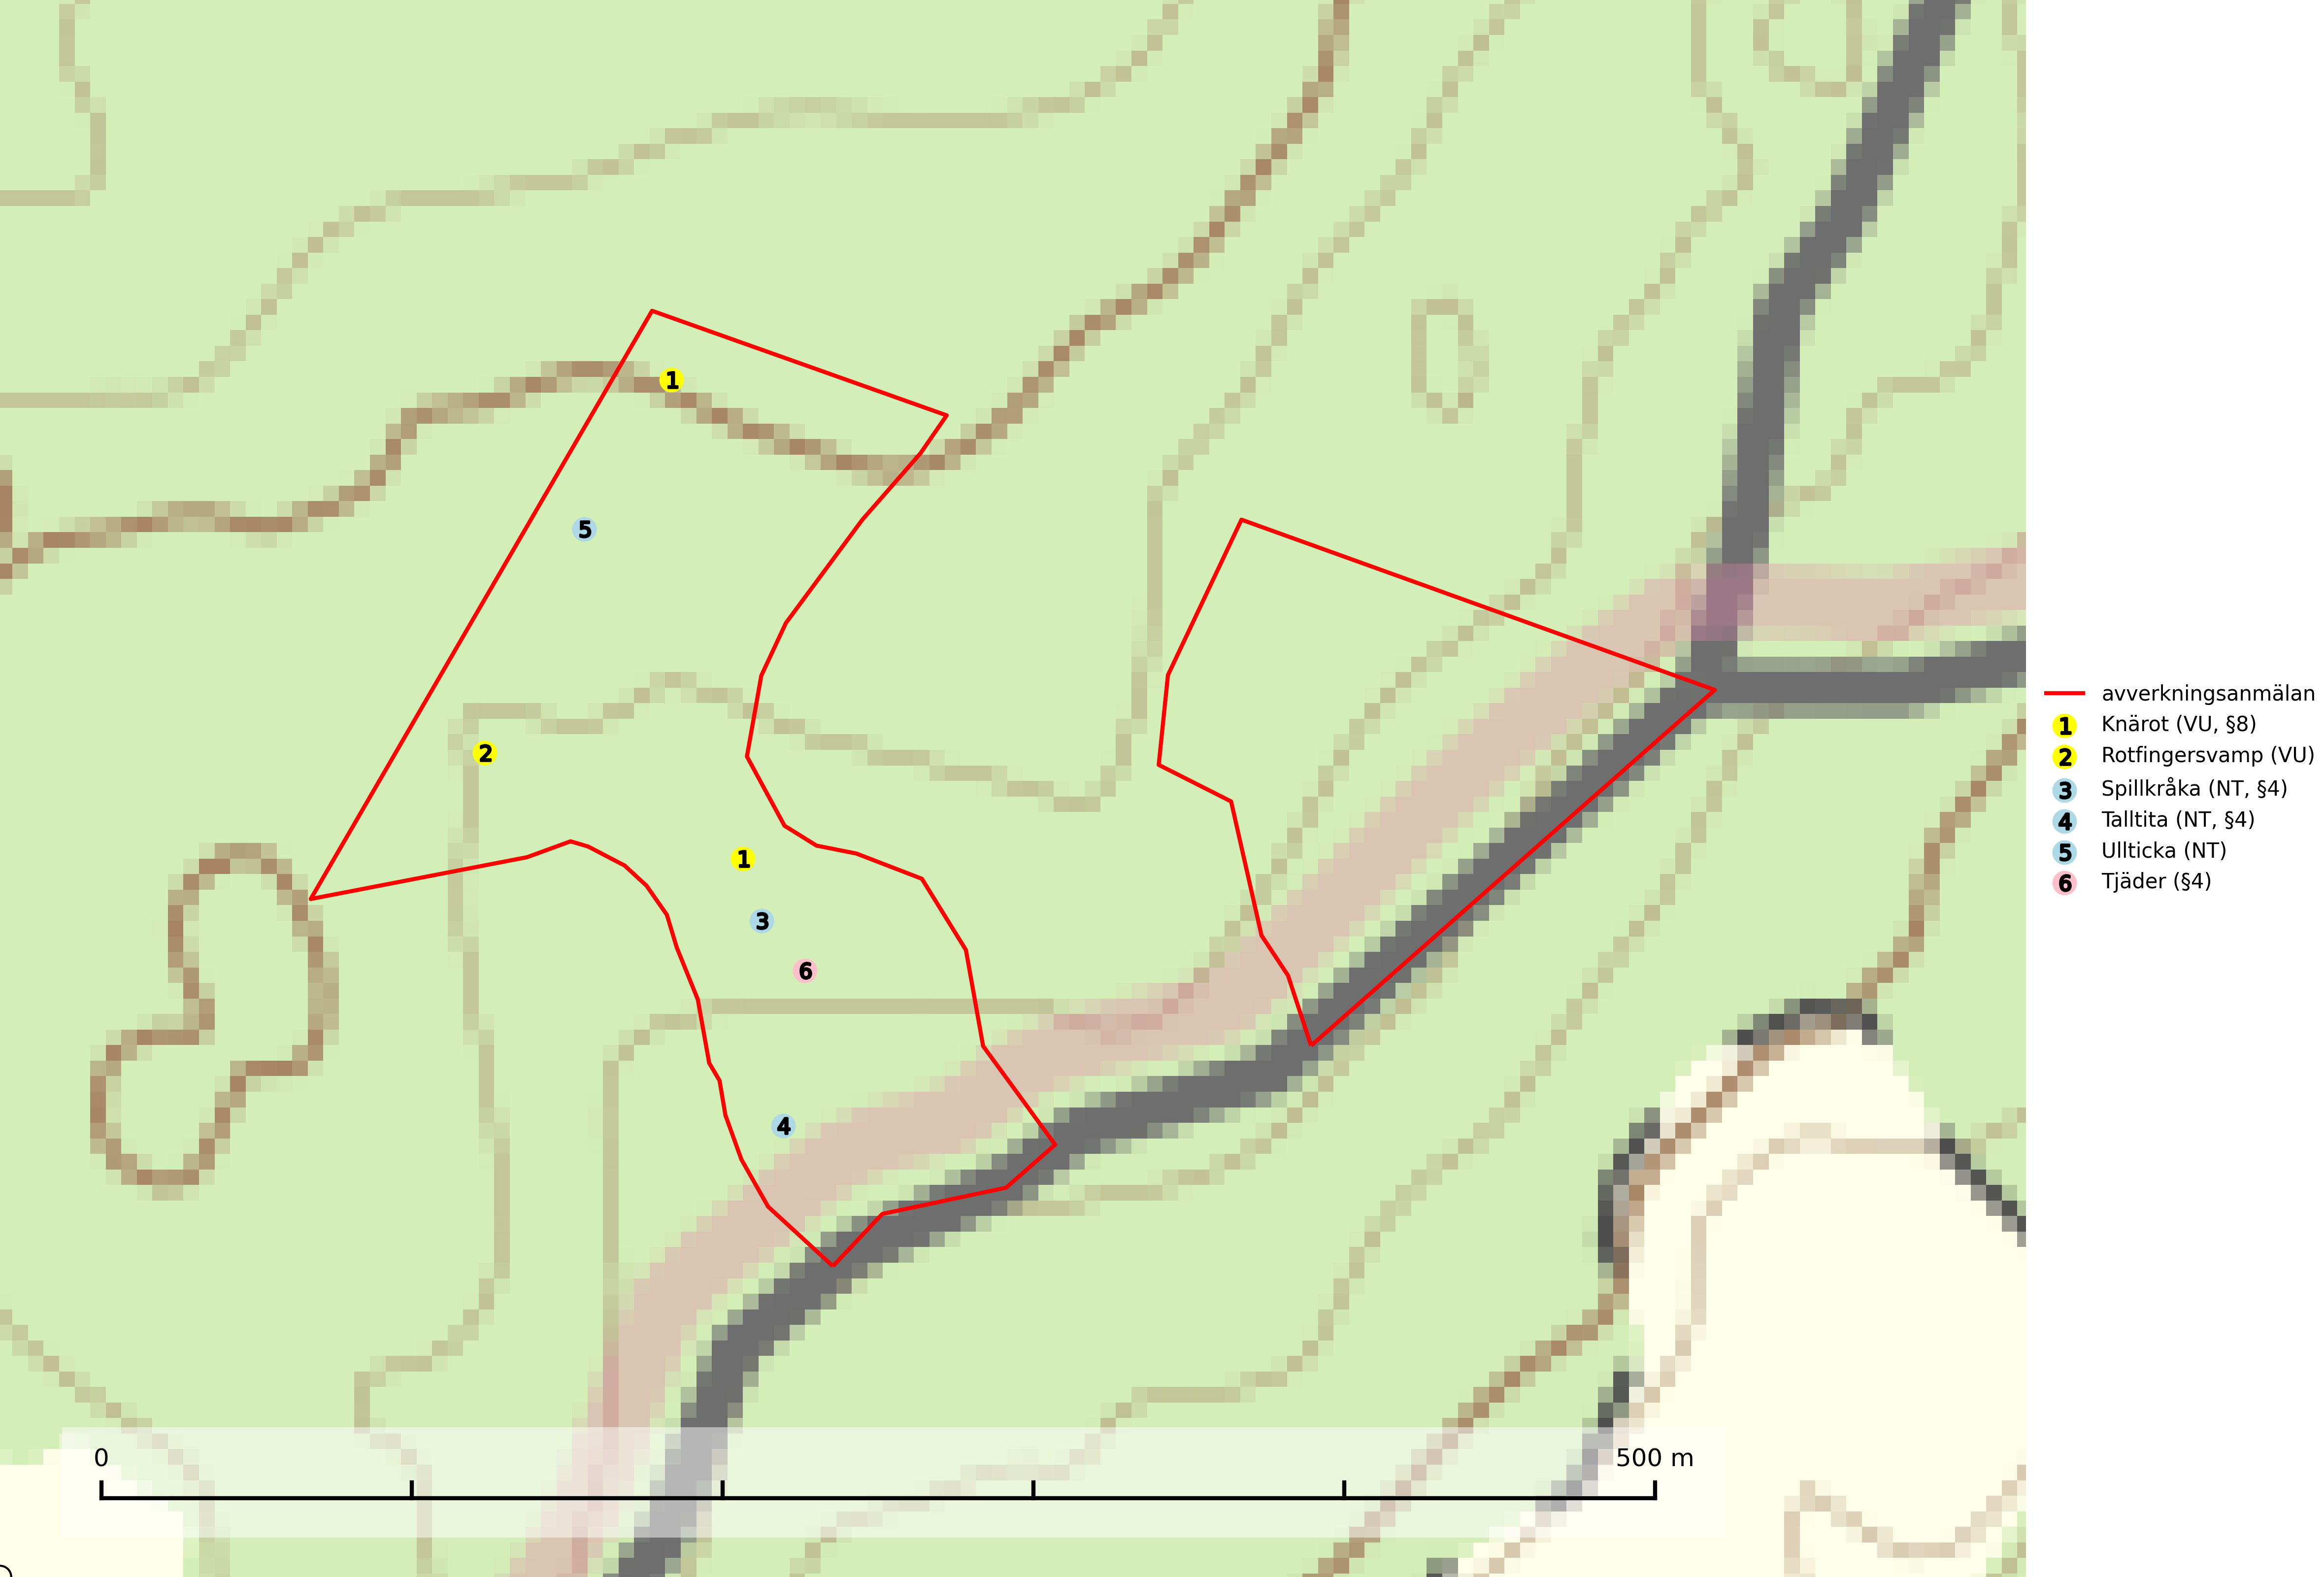 1
5
2
1
3
6
4
0
500 m
avverkningsanmälan
1 Knärot (VU, §8)
2 Rotfingersvamp (VU)
3 Spillkråka (NT, §4)
4 Talltita (NT, §4)
5 Ullticka (NT)
6 Tjäder (§4)